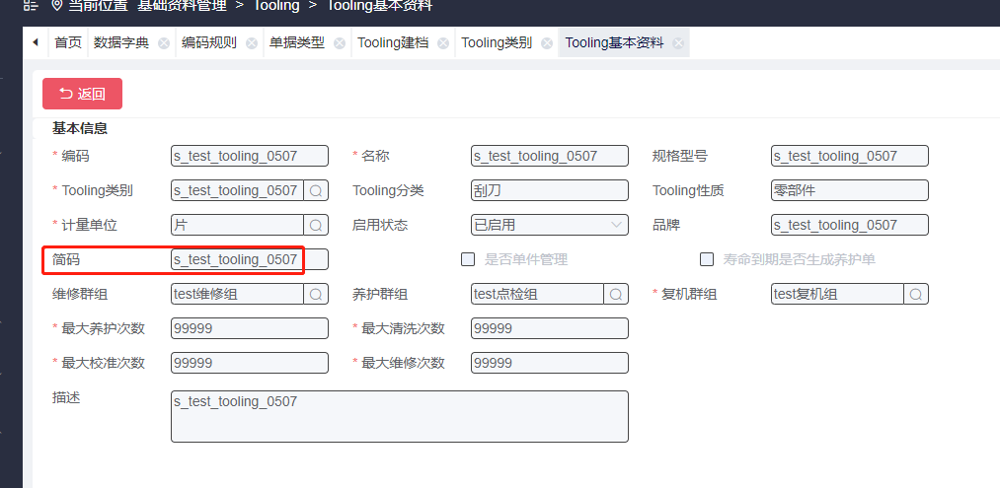 当前位置 基础资料管理 > Tooling > Tooling基本资料
首页 数据字典 编码规则 单据类型 Tooling建档 Tooling类别 Tooling基本资料
返回
基本信息
* 编码 s_test_tooling_0507 * 名称 s_test_tooling_0507 规格型号 s_test_tooling_0507
* Tooling类别 s_test_tooling_0507 Tooling分类 刮刀 Tooling性质 零部件
* 计量单位 片 启用状态 已启用 品牌 s_test_tooling_0507
简码 s_test_tooling_0507 是否单件管理 寿命到期是否生成养护单
维修群组 test维修组 养护群组 test点检组 * 复机群组 test复机组
* 最大养护次数 99999 * 最大清洗次数 99999
* 最大校准次数 99999 * 最大维修次数 99999
描述 s_test_tooling_0507